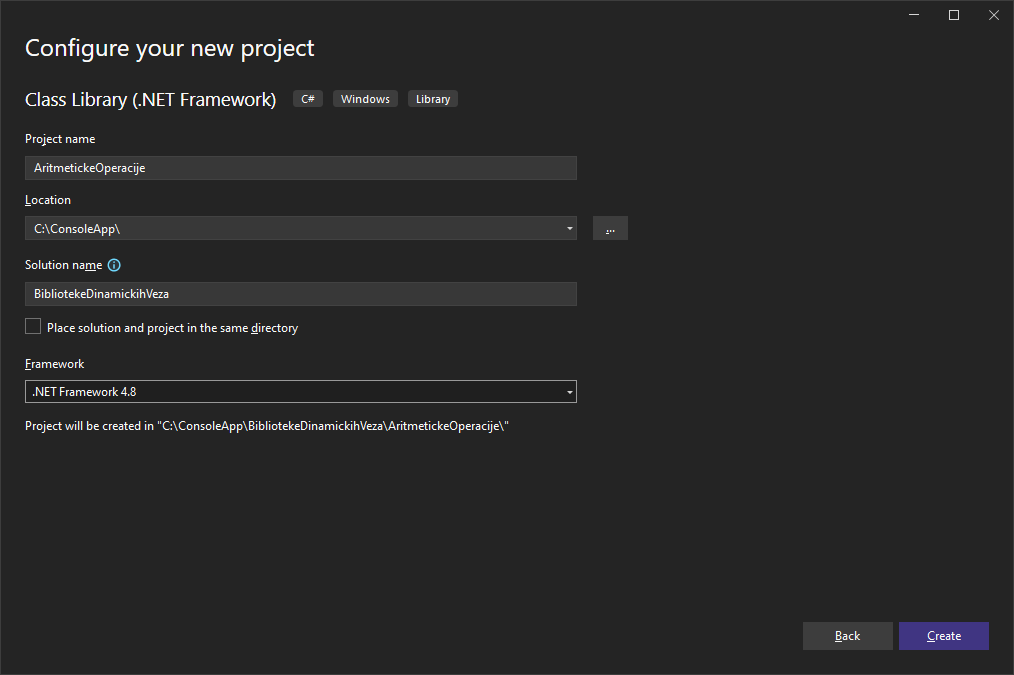 Configure your new project
Class Library (.NET Framework) C# Windows Library
Project name
AritmetickeOperacije
Location
C:\ConsoleApp\
...
Solution name
BibliotekeDinamickihVeza
Place solution and project in the same directory
Framework
.NET Framework 4.8
Project will be created in "C:\ConsoleApp\BibliotekeDinamickihVeza\AritmetickeOperacije\"
Back Create